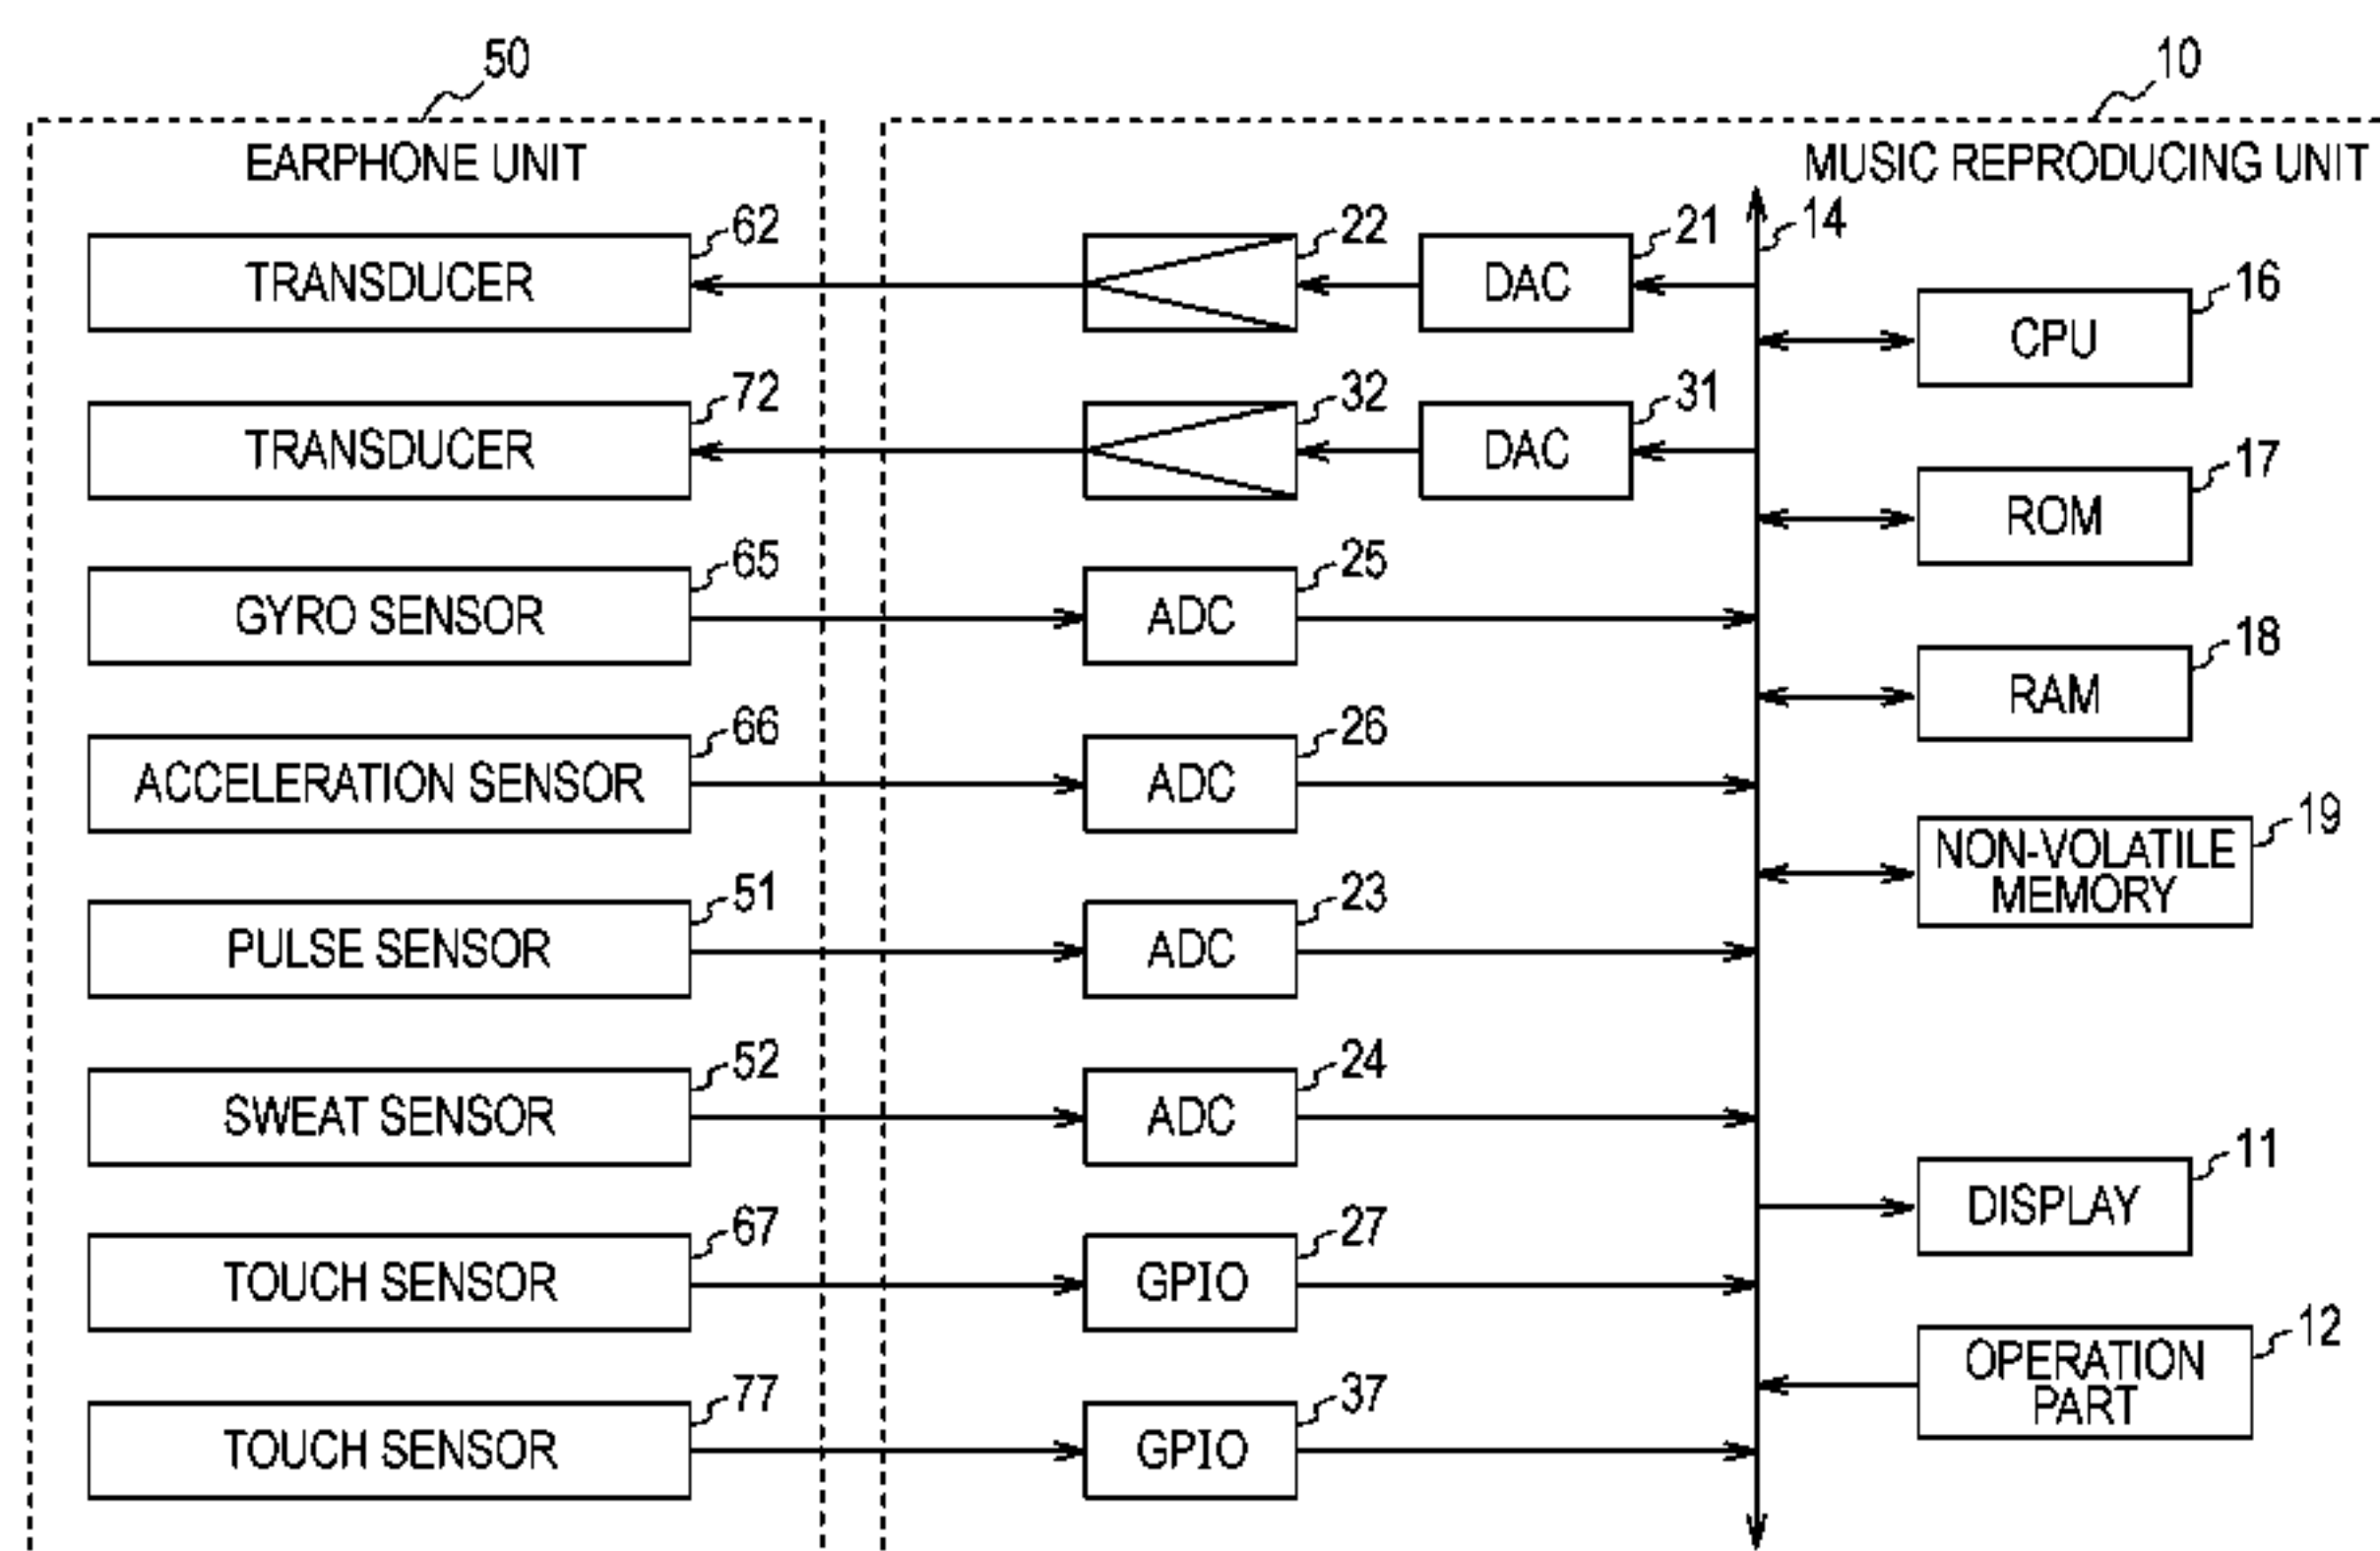 50
10
EARPHONE UNIT
MUSIC REPRODUCING UNIT
62
22
21
14
TRANSDUCER
DAC
16
CPU
72
32
31
TRANSDUCER
DAC
17
ROM
65
25
GYRO SENSOR
ADC
18
RAM
66
26
ACCELERATION SENSOR
ADC
19
NON-VOLATILE
MEMORY
51
23
PULSE SENSOR
ADC
52
24
SWEAT SENSOR
ADC
11
DISPLAY
67
27
TOUCH SENSOR
GPIO
12
OPERATION
PART
77
37
TOUCH SENSOR
GPIO